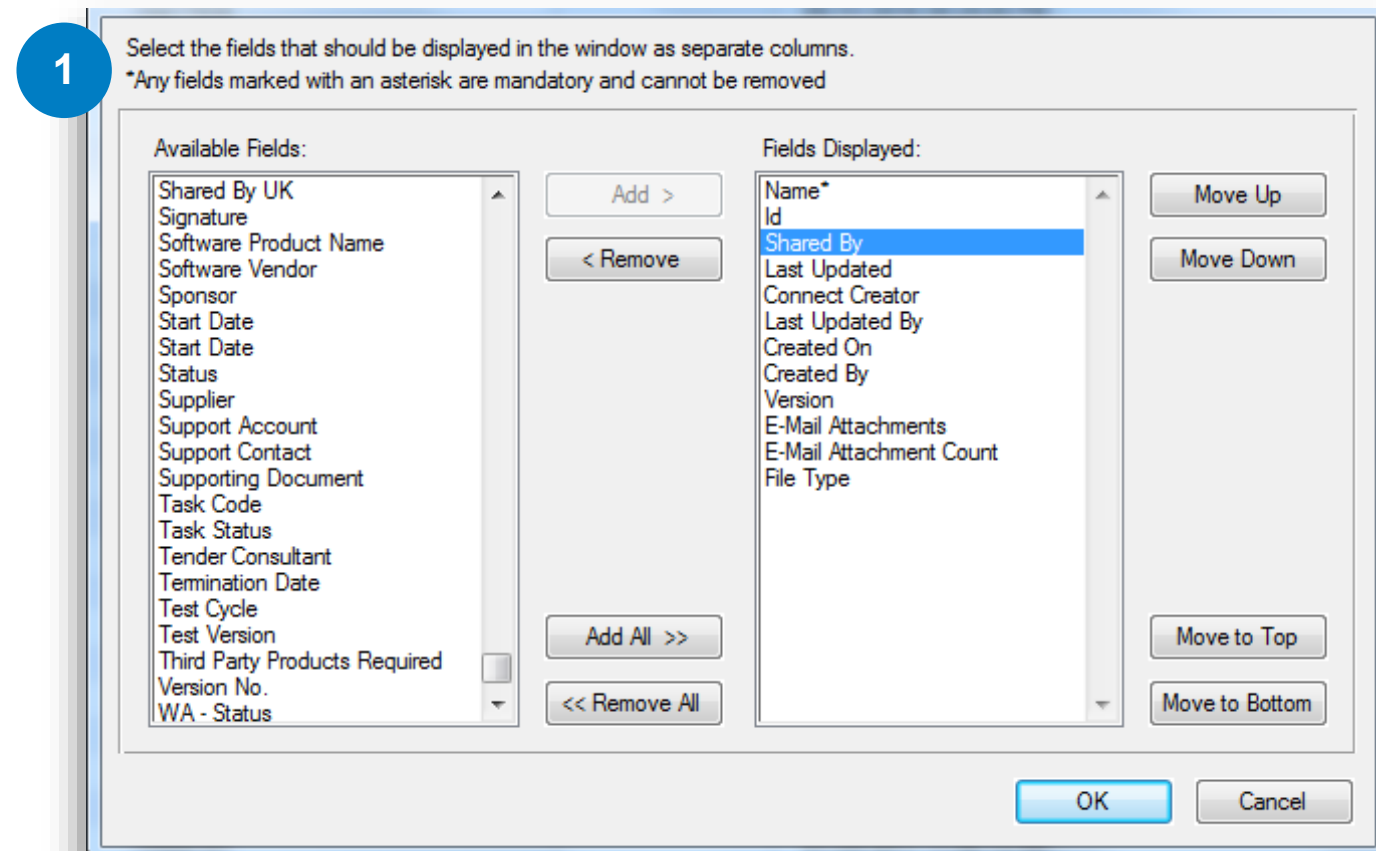 1
Select the fields that should be displayed in the window as separate columns.
*Any fields marked with an asterisk are mandatory and cannot be removed
Available Fields:
Shared By UK
Signature
Software Product Name
Software Vendor
Sponsor
Start Date
Start Date
Status
Supplier
Support Account
Support Contact
Supporting Document
Task Code
Task Status
Tender Consultant
Termination Date
Test Cycle
Test Version
Third Party Products Required
Version No.
WA - Status
Add >
< Remove
Add All >>
<< Remove All
Fields Displayed:
Name*
Id
Shared By
Last Updated
Connect Creator
Last Updated By
Created On
Created By
Version
E-Mail Attachments
E-Mail Attachment Count
File Type
Move Up
Move Down
Move to Top
Move to Bottom
OK
Cancel